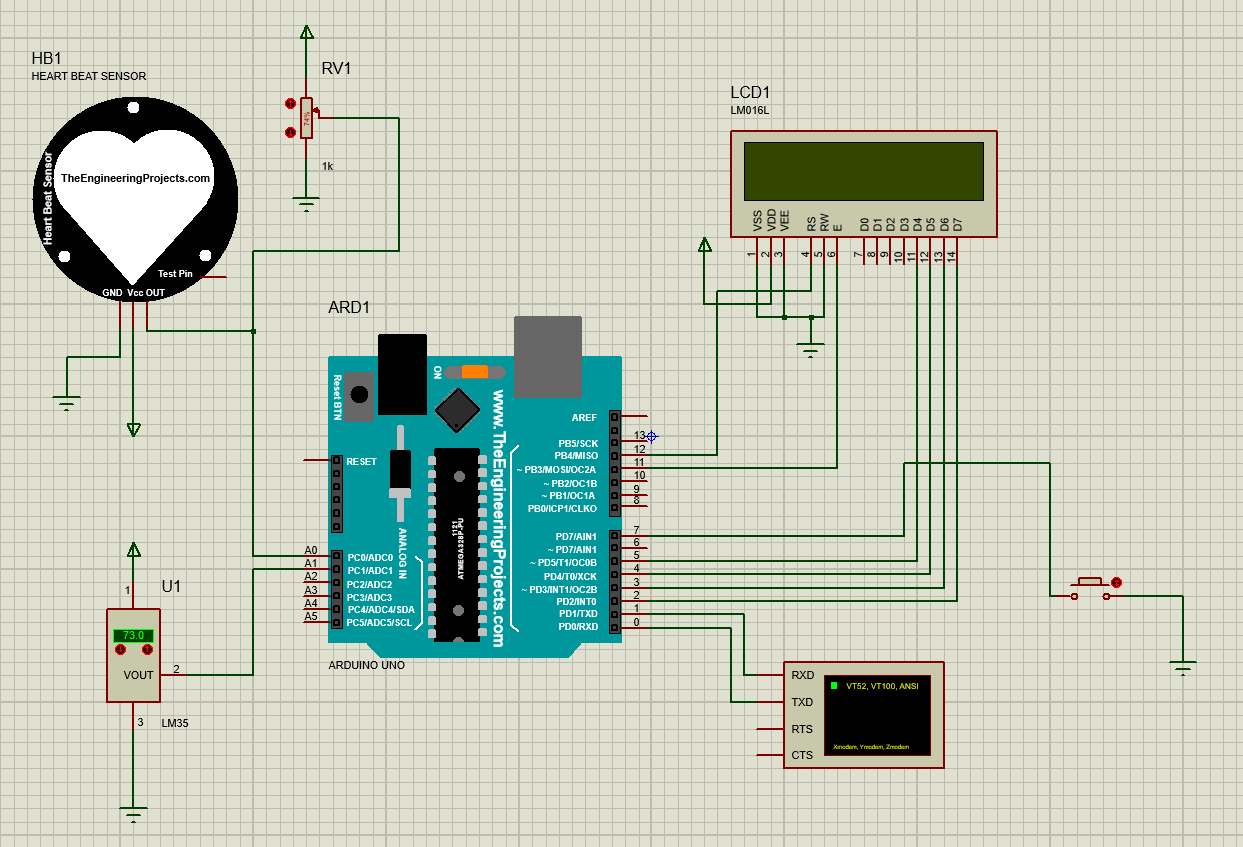 HB1
HEART BEAT SENSOR
Heart Beat Sensor
TheEngineeringProjects.com
Test Pin
GND Vcc OUT
RV1
74%
1k
LCD1
LM016L
VSS
VDD
VEE
RS
RW
E
D0
D1
D2
D3
D4
D5
D6
D7
1
2
3
4
5
6
7
8
9
10
11
12
13
14
ARD1
Reset BTN
ON
www.TheEngineeringProjects.com
ANALOG IN
ATMEGA328P-PU
1121
RESET
AREF
PB5/SCK
PB4/MISO
~ PB3/MOSI/OC2A
~ PB2/OC1B
~ PB1/OC1A
PB0/ICP1/CLKO
13
12
11
10
9
8
PD7/AIN1
~ PD7/AIN1
~ PD5/T1/OC0B
PD4/T0/XCK
~ PD3/INT1/OC2B
PD2/INT0
PD1/TXD
PD0/RXD
7
6
5
4
3
2
1
0
A0
A1
A2
A3
A4
A5
PC0/ADC0
PC1/ADC1
PC2/ADC2
PC3/ADC3
PC4/ADC4/SDA
PC5/ADC5/SCL
ARDUINO UNO
U1
1
73.0
VOUT
2
3
LM35
RXD
TXD
RTS
CTS
VT52, VT100, ANSI
Xmodem, Ymodem, Zmodem